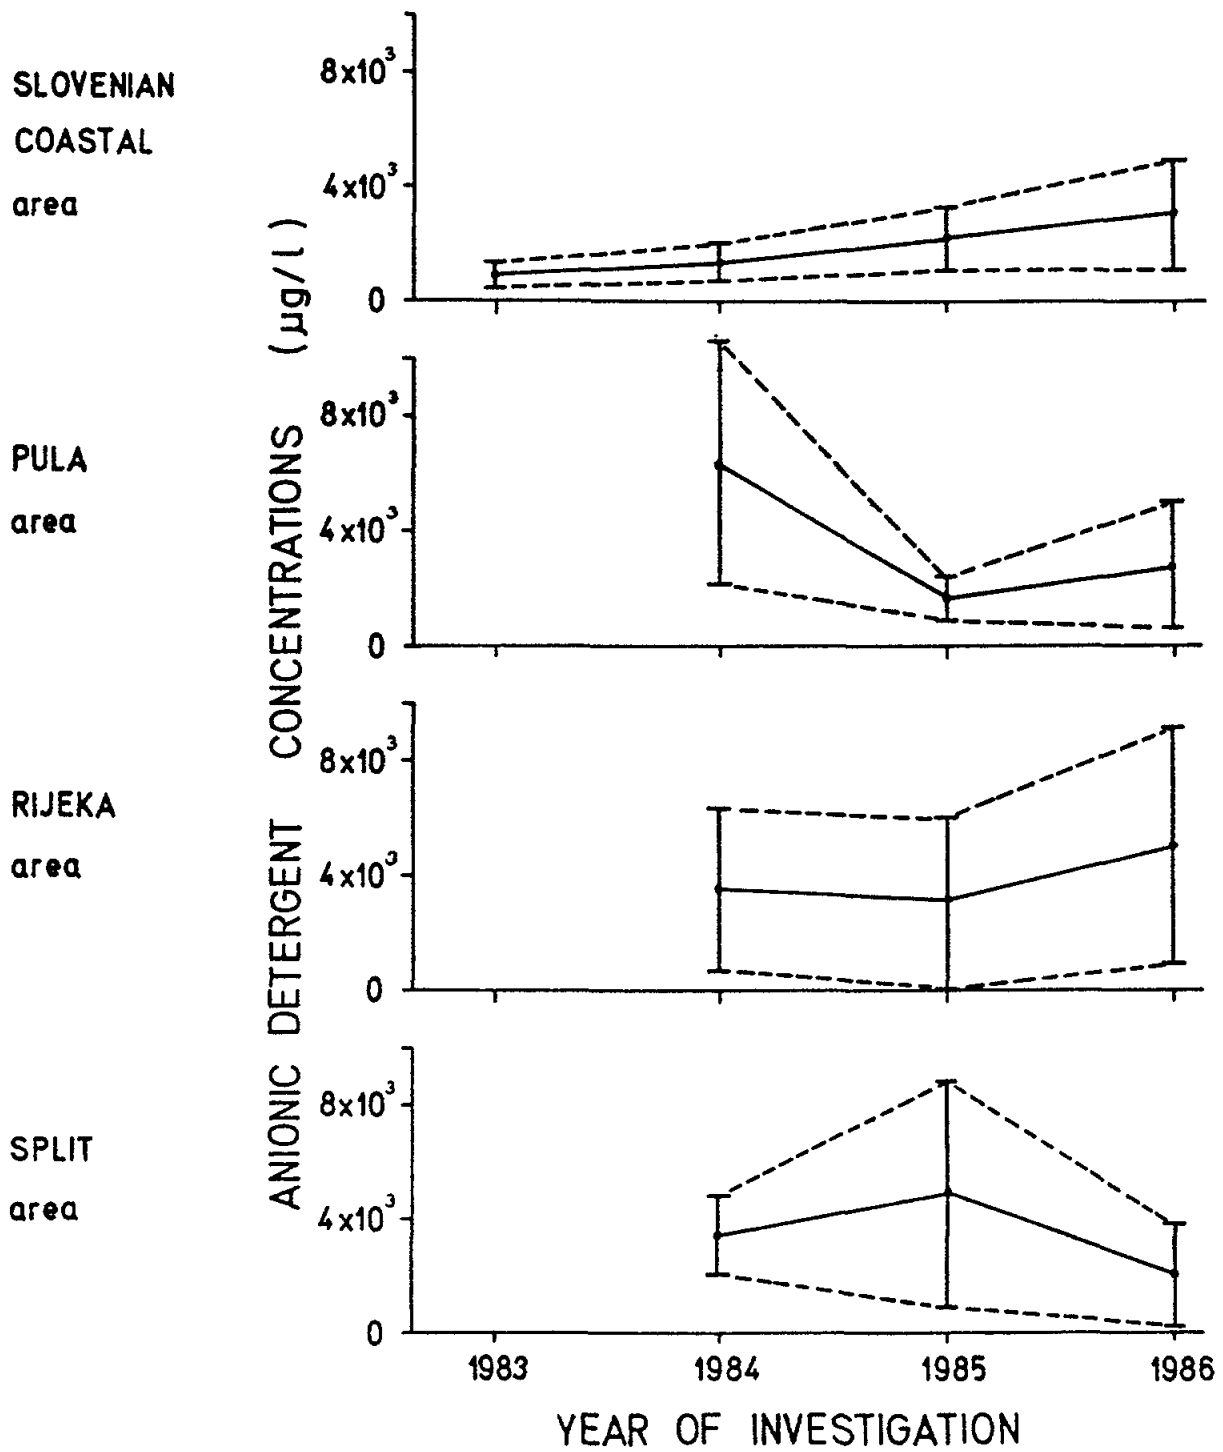 SLOVENIAN
COASTAL
area
8x10³
4x10³
0
PULA
area
8x10³
4x10³
0
RIJEKA
area
8x10³
4x10³
0
SPLIT
area
8x10³
4x10³
0
ANIONIC DETERGENT CONCENTRATIONS (µg/l)
1983 1984 1985 1986
YEAR OF INVESTIGATION